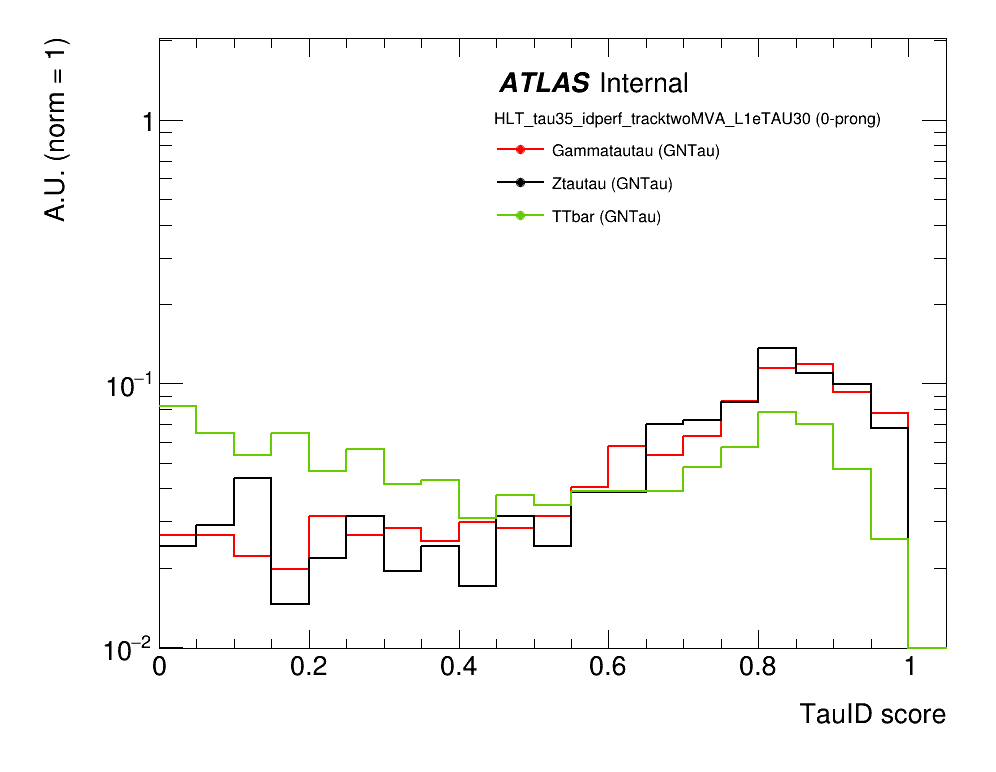 A.U. (norm = 1)
ATLAS Internal
HLT_tau35_idperf_tracktwoMVA_L1eTAU30 (0-prong)
Gammatautau (GNTau)
Ztautau (GNTau)
TTbar (GNTau)
1
10⁻¹
10⁻²
0 0.2 0.4 0.6 0.8 1
TauID score